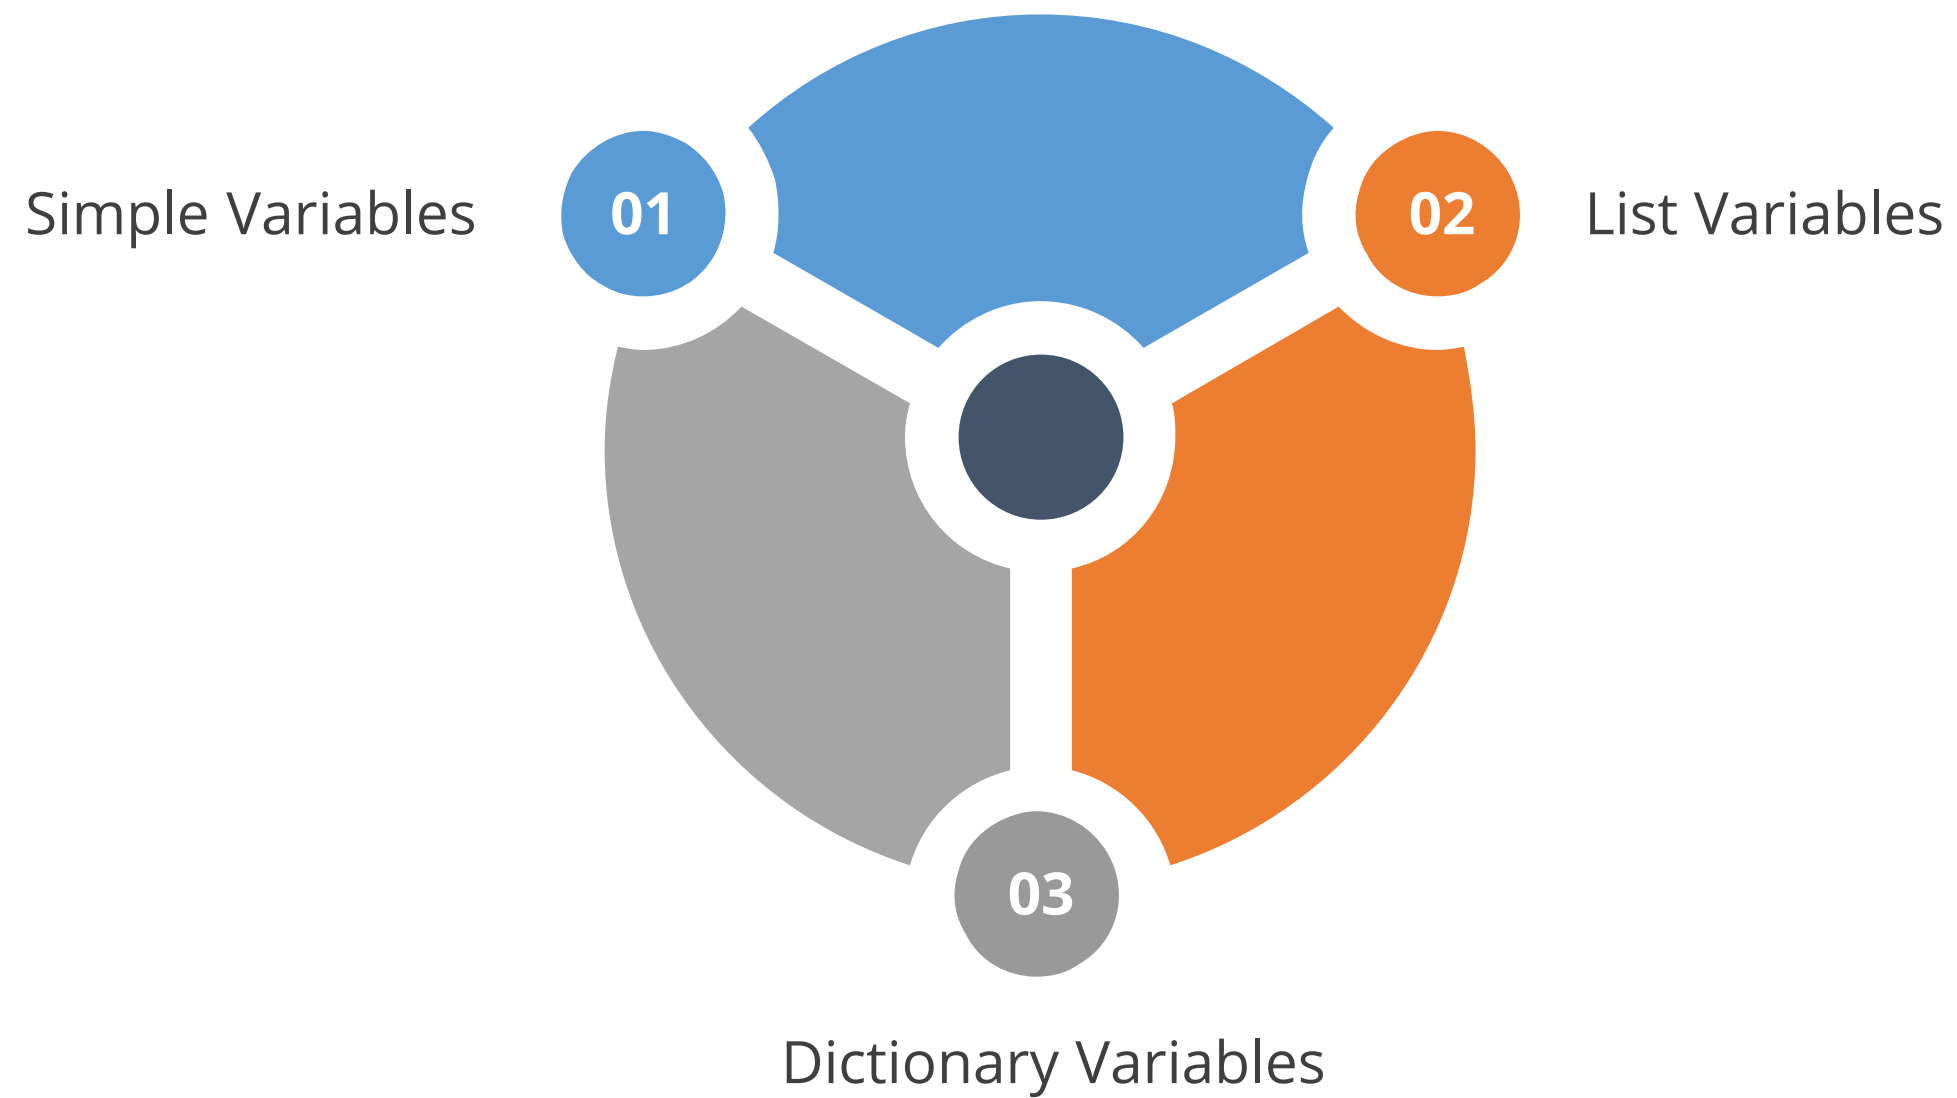 Simple Variables
01
02
List Variables
03
Dictionary Variables